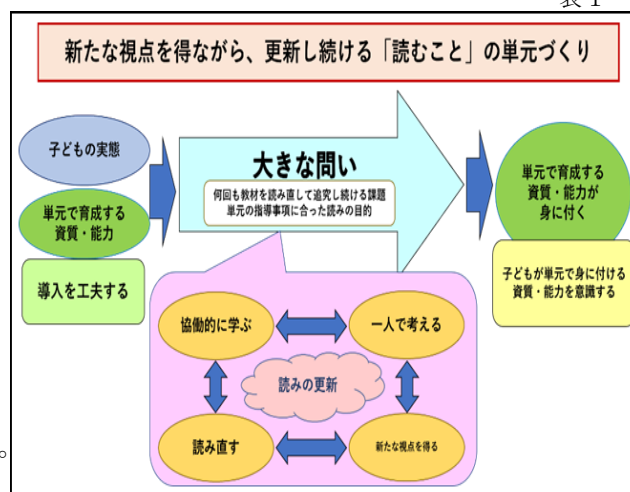 表1
新たな視点を得ながら、更新し続ける「読むこと」の単元づくり
子どもの実態
単元で育成する
資質・能力
導入を工夫する
大きな問い
何回も教材を読み直して追究し続ける課題
単元の指導事項に合った読みの目的
単元で育成する
資質・能力が
身に付く
子どもが単元で身に付ける
資質・能力を意識する
協働的に学ぶ
一人で考える
読みの更新
読み直す
新たな視点を得る
。